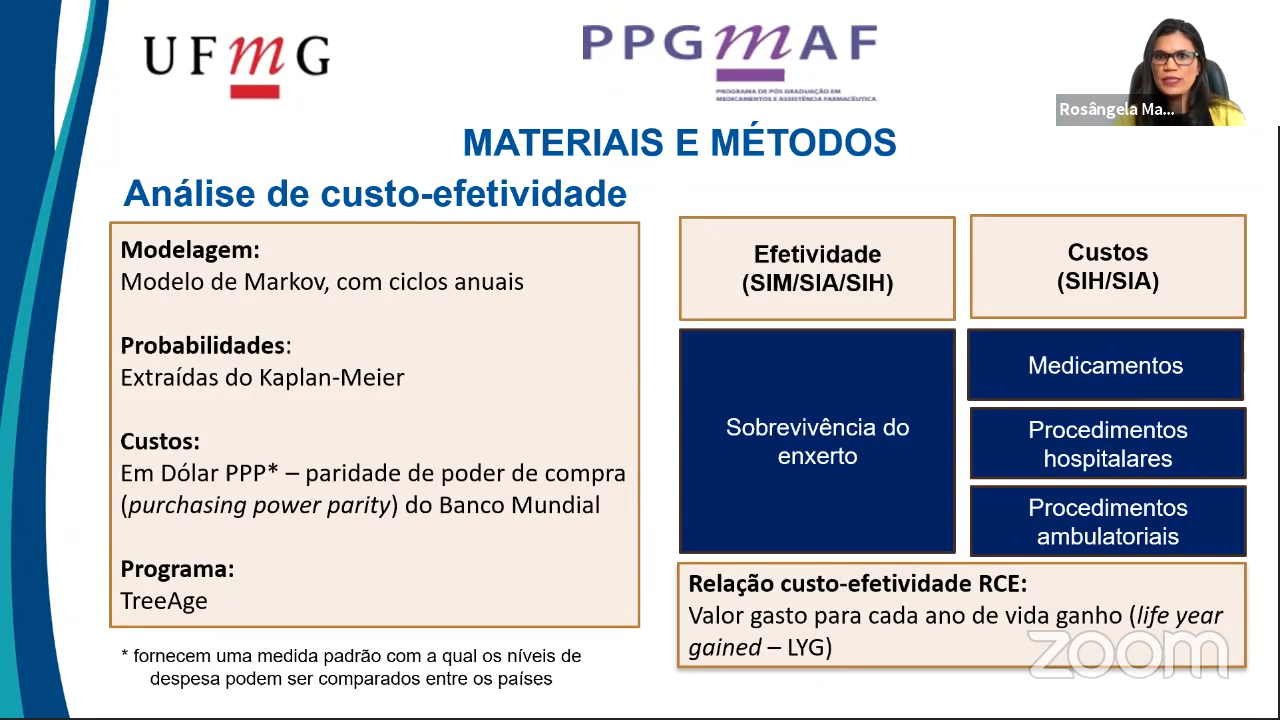 UFmG
PPGmAF
PROGRAMA DE PÓS GRADUAÇÃO EM
MEDICAMENTOS E ASSISTÊNCIA FARMACÊUTICA
Rosângela Ma...
MATERIAIS E MÉTODOS
Análise de custo-efetividade
Modelagem:
Modelo de Markov, com ciclos anuais
Probabilidades:
Extraídas do Kaplan-Meier
Custos:
Em Dólar PPP* – paridade de poder de compra
(purchasing power parity) do Banco Mundial
Programa:
TreeAge
* fornecem uma medida padrão com a qual os níveis de
despesa podem ser comparados entre os países
Efetividade
(SIM/SIA/SIH)
Sobrevivência do
enxerto
Custos
(SIH/SIA)
Medicamentos
Procedimentos
hospitalares
Procedimentos
ambulatoriais
Relação custo-efetividade RCE:
Valor gasto para cada ano de vida ganho (life year
gained – LYG)
zoom